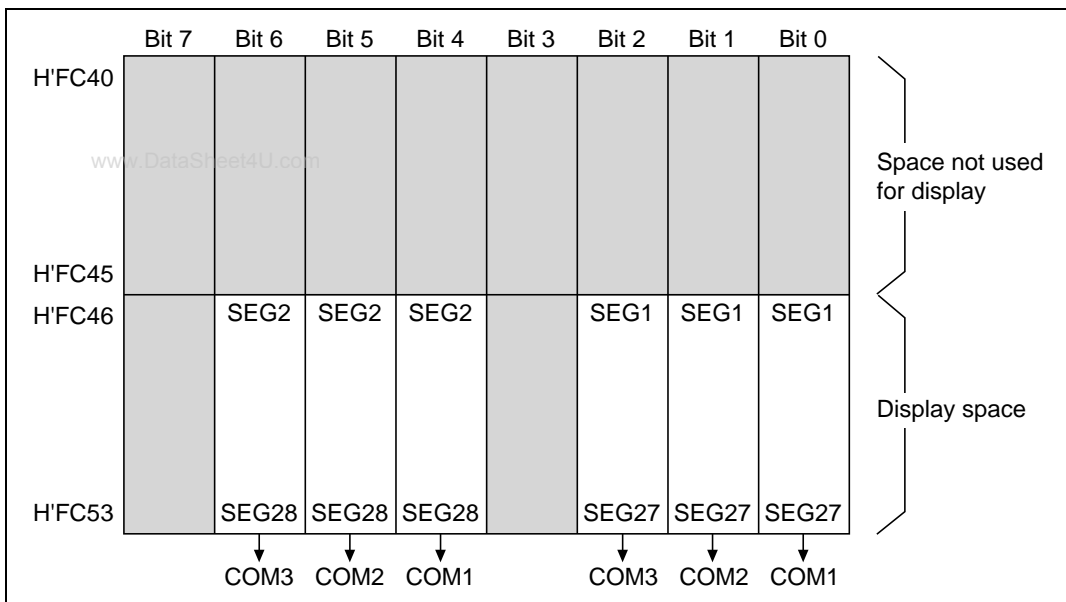 Bit 7 Bit 6 Bit 5 Bit 4 Bit 3 Bit 2 Bit 1 Bit 0
H'FC40
www.DataSheet4U.com
Space not used
for display
H'FC45
H'FC46 SEG2 SEG2 SEG2 SEG1 SEG1 SEG1
Display space
H'FC53 SEG28 SEG28 SEG28 SEG27 SEG27 SEG27
COM3 COM2 COM1 COM3 COM2 COM1